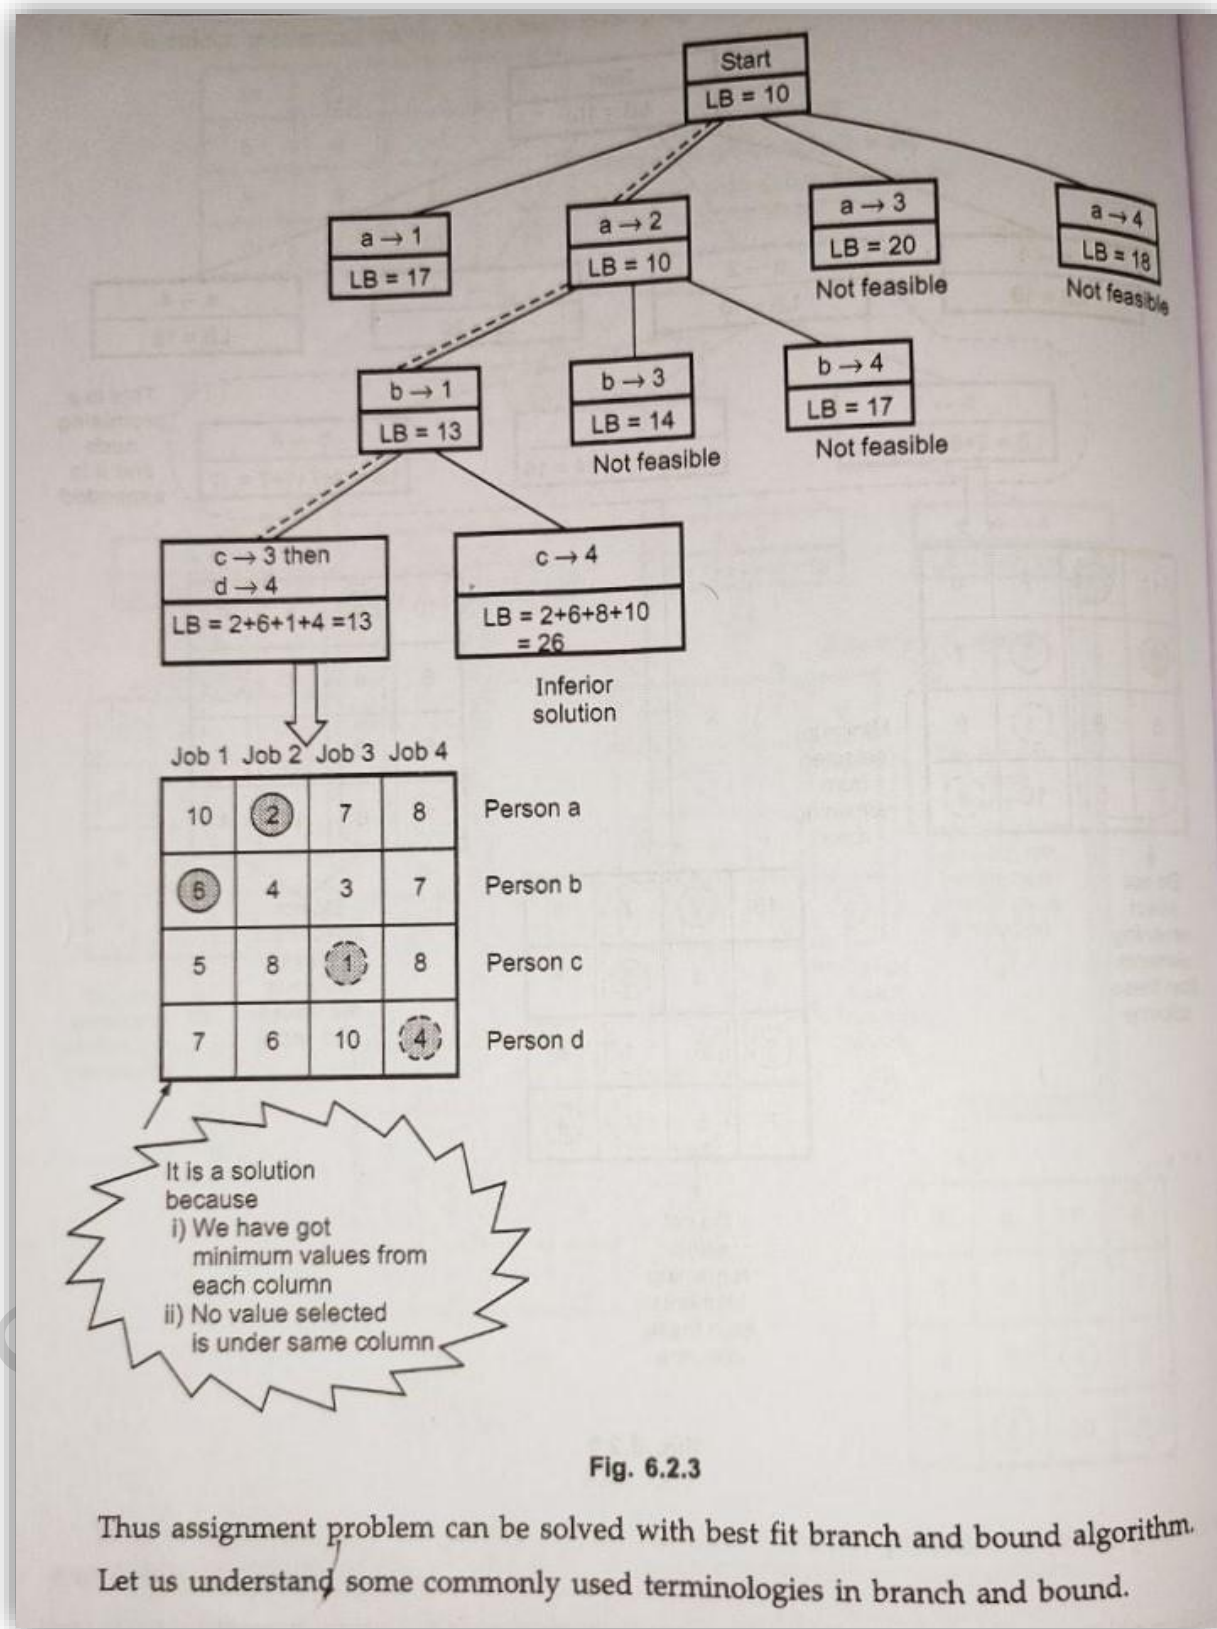 Start
LB = 10
a → 1
LB = 17
a → 2
LB = 10
a → 3
LB = 20
Not feasible
a → 4
LB = 18
Not feasible
b → 1
LB = 13
b → 3
LB = 14
Not feasible
b → 4
LB = 17
Not feasible
c → 3 then
d → 4
LB = 2+6+1+4 =13
c → 4
LB = 2+6+8+10
= 26
Inferior
solution
Job 1 Job 2 Job 3 Job 4
10 2 7 8 Person a
6 4 3 7 Person b
5 8 1 8 Person c
7 6 10 4 Person d
It is a solution
because
i) We have got
minimum values from
each column
ii) No value selected
is under same column
Fig. 6.2.3
Thus assignment problem can be solved with best fit branch and bound algorithm.
Let us understand some commonly used terminologies in branch and bound.